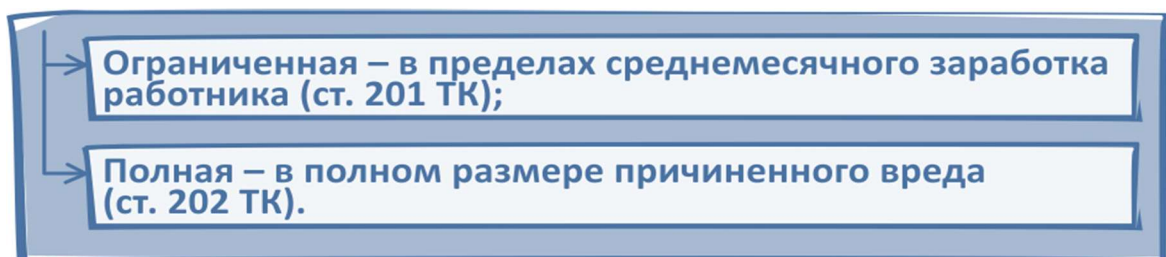 Ограниченная – в пределах среднемесячного заработка
работника (ст. 201 ТК);
Полная – в полном размере причиненного вреда
(ст. 202 ТК).